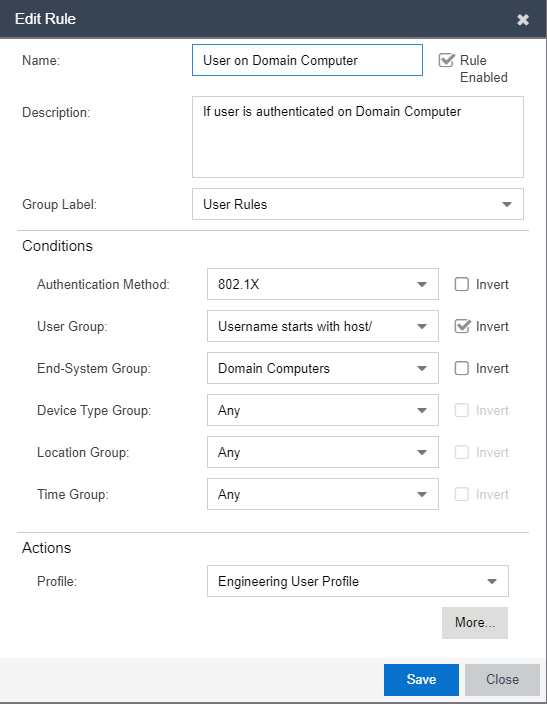 Edit Rule
Name: User on Domain Computer Rule Enabled
Description: If user is authenticated on Domain Computer
Group Label: User Rules
Conditions
Authentication Method: 802.1X Invert
User Group: Username starts with host/ Invert
End-System Group: Domain Computers Invert
Device Type Group: Any Invert
Location Group: Any Invert
Time Group: Any Invert
Actions
Profile: Engineering User Profile
More...
Save Close